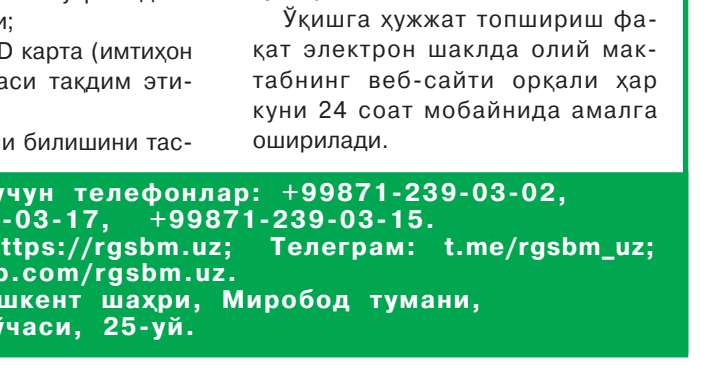 и;
D карта (имтиҳон
аси тақдим эти-
и билишини тас-
Ўқишга ҳужжат топшириш фа-
қат электрон шаклда олий мак-
табнинг веб-сайти орқали ҳар
куни 24 соат мобайнида амалга
оширилади.
учун телефонлар: +99871-239-03-02,
-03-17, +99871-239-03-15.
ttps://rgsbm.uz; Телеграм: t.me/rgsbm_uz;
.com/rgsbm.uz.
шкент шаҳри, Миробод тумани,
ўчаси, 25-уй.